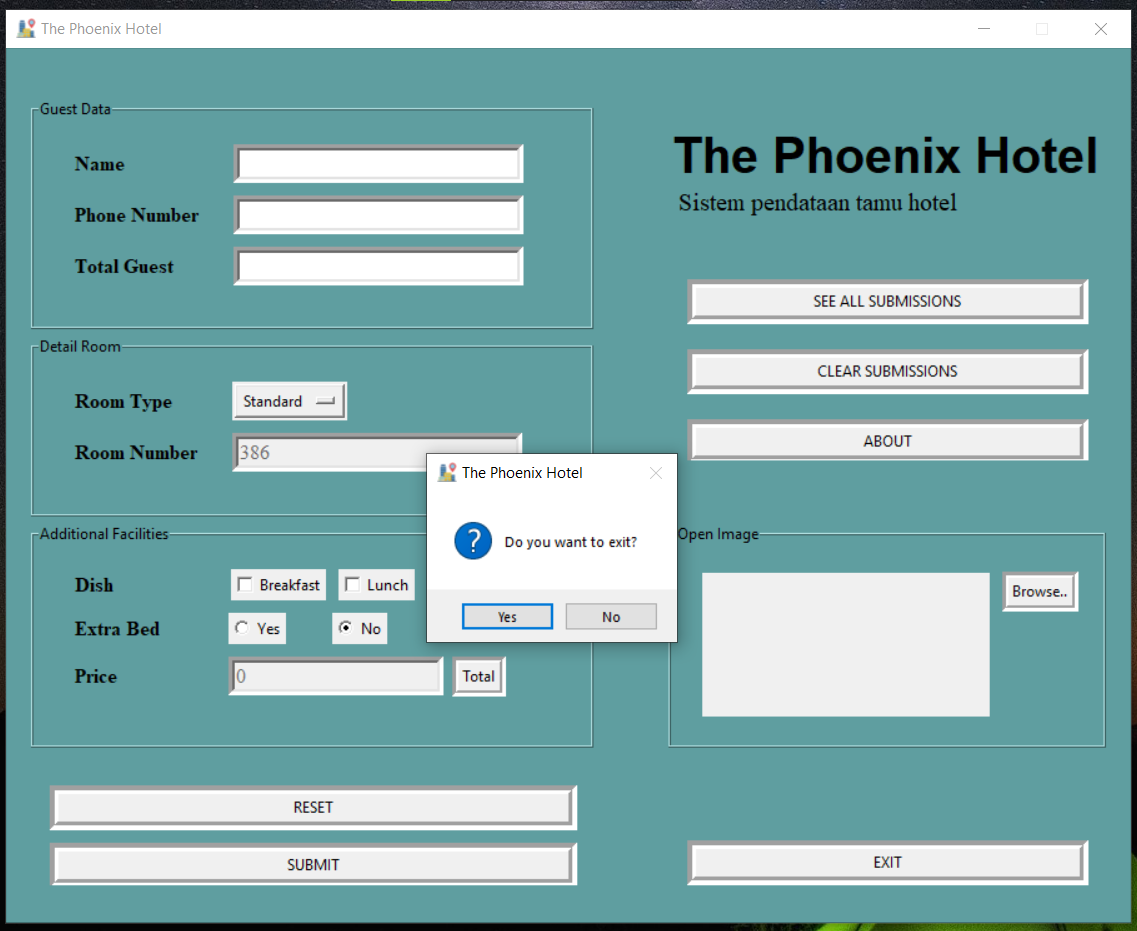 The Phoenix Hotel
Guest Data
Name
Phone Number
Total Guest
The Phoenix Hotel
Sistem pendataan tamu hotel
SEE ALL SUBMISSIONS
CLEAR SUBMISSIONS
ABOUT
Detail Room
Room Type Standard
Room Number 386
The Phoenix Hotel
Do you want to exit?
Yes No
Additional Facilities
Dish Breakfast Lunch
Extra Bed Yes No
Price 0 Total
Open Image
Browse..
RESET
SUBMIT
EXIT